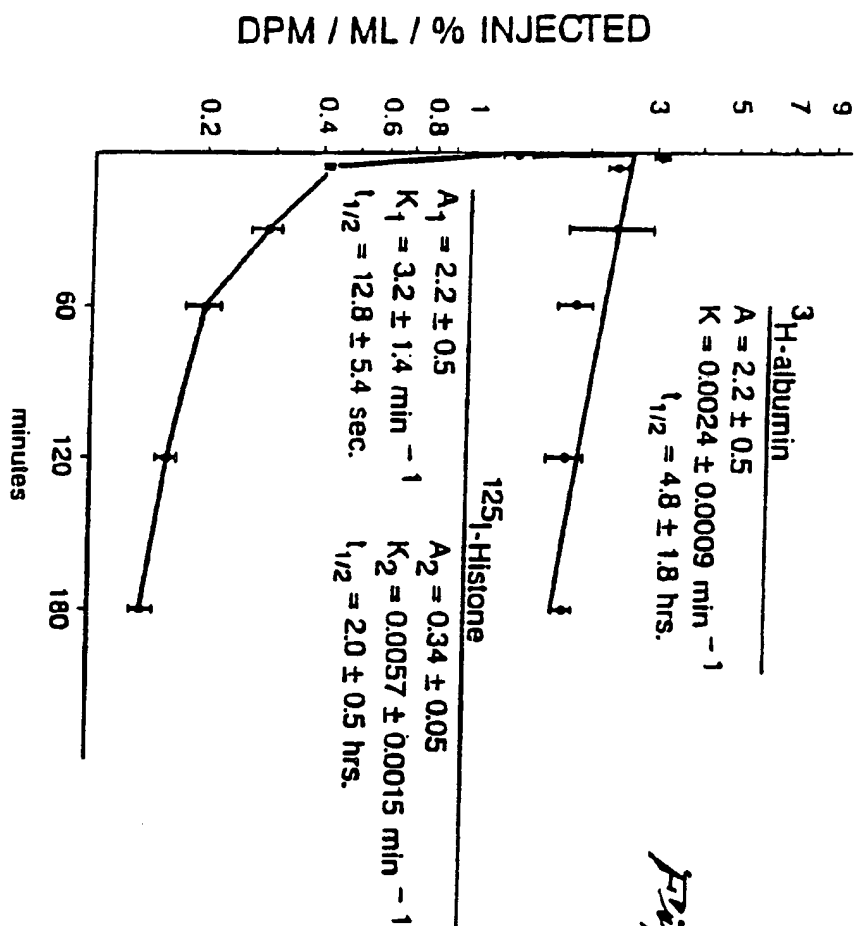 DPM / ML / % INJECTED
9
7
5
3
1
0.8
0.6
0.4
0.2
60
120
180
minutes
³H-albumin
A = 2.2 ± 0.5
K = 0.0024 ± 0.0009 min⁻¹
t₁/₂ = 4.8 ± 1.8 hrs.
¹²⁵I-Histone
A₁ = 2.2 ± 0.5
K₁ = 3.2 ± 1.4 min⁻¹
t₁/₂ = 12.8 ± 5.4 sec.
A₂ = 0.34 ± 0.05
K₂ = 0.0057 ± 0.0015 min⁻¹
t₁/₂ = 2.0 ± 0.5 hrs.